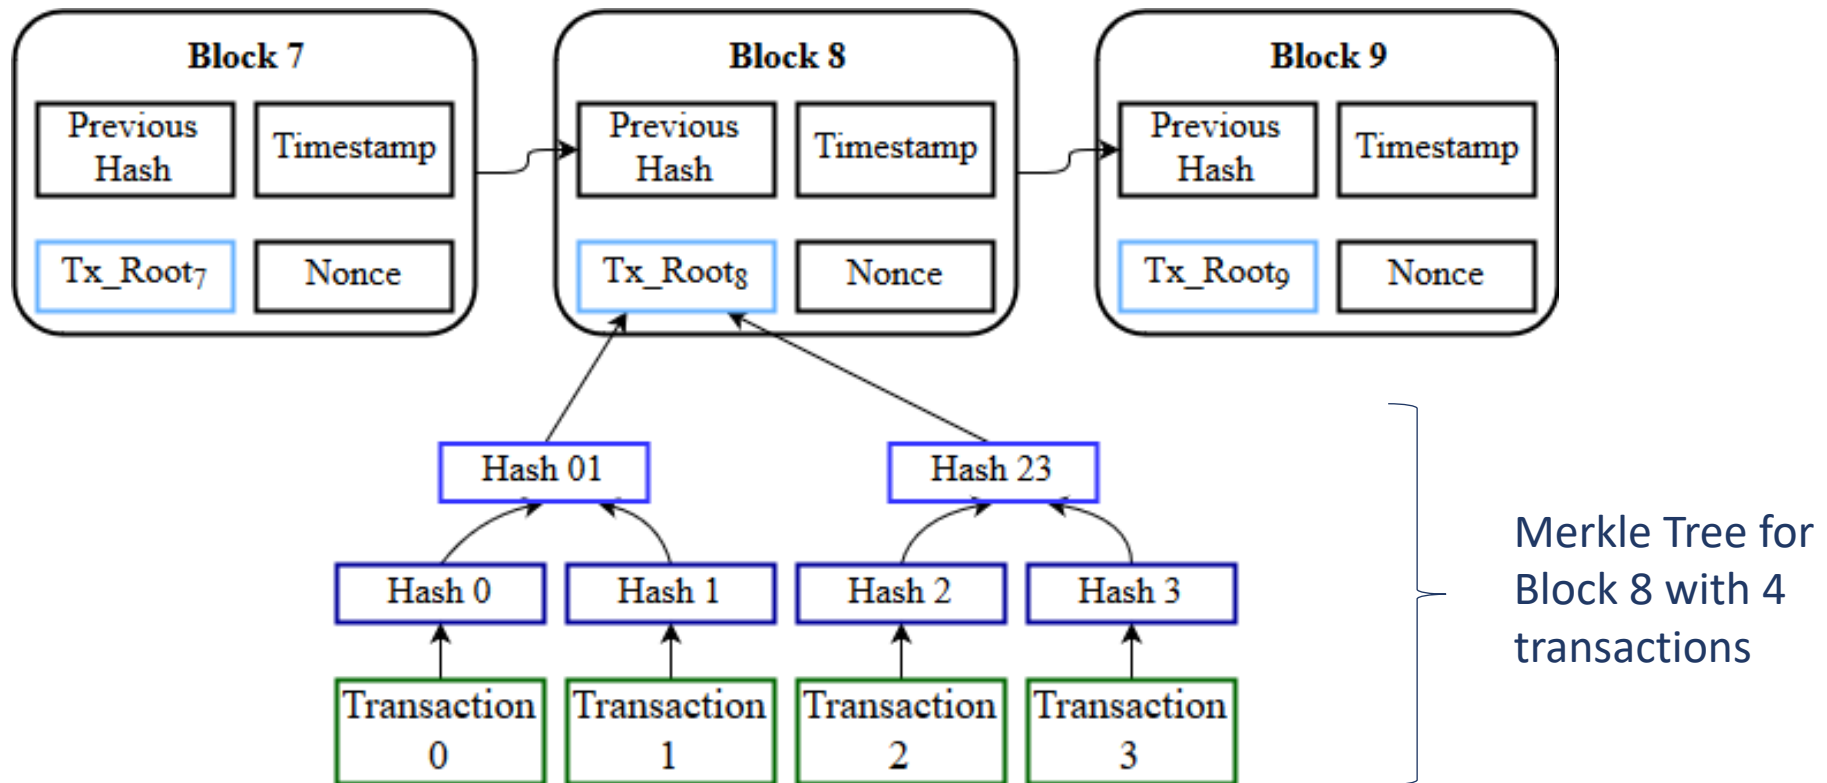 Block 7
Block 8
Block 9
Previous
Hash
Timestamp
Previous
Hash
Timestamp
Previous
Hash
Timestamp
Tx_Root₇
Nonce
Tx_Root₈
Nonce
Tx_Root₉
Nonce
Hash 01
Hash 23
Hash 0
Hash 1
Hash 2
Hash 3
Transaction
0
Transaction
1
Transaction
2
Transaction
3
Merkle Tree for
Block 8 with 4
transactions